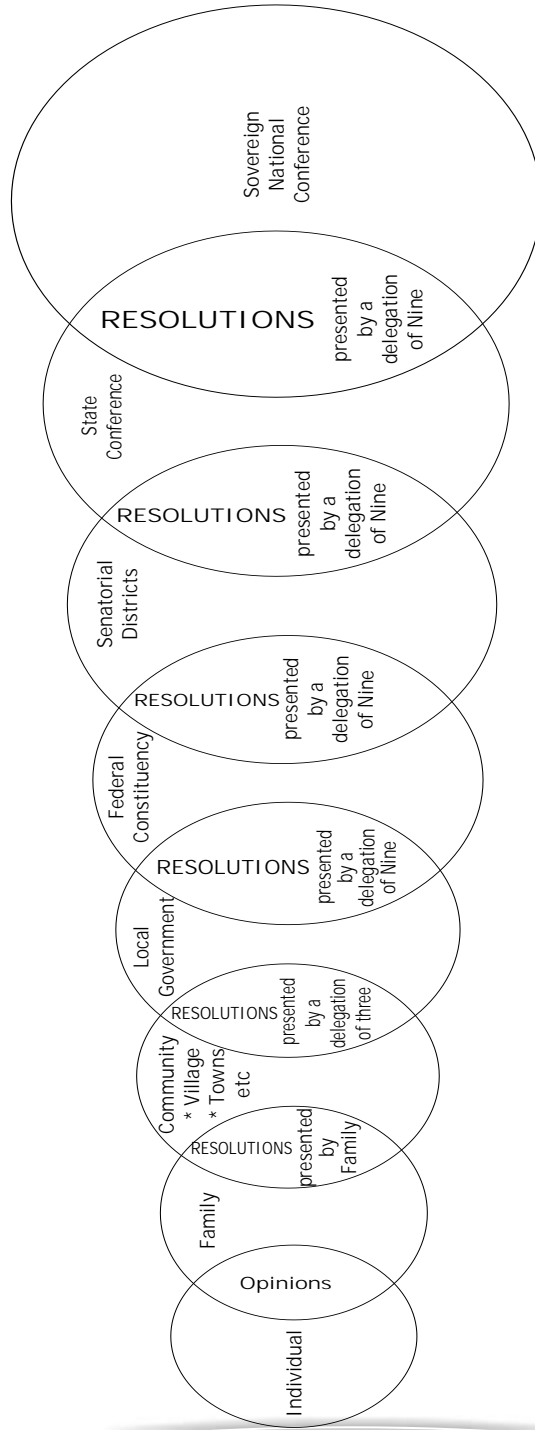 Individual
Opinions
Family
RESOLUTIONS
presented
by
Family
Community
* Village
* Towns
etc
RESOLUTIONS
presented
by a
delegation
of three
Local
Government
RESOLUTIONS
presented
by a
delegation
of Nine
Federal
Constituency
RESOLUTIONS
presented
by a
delegation
of Nine
Senatorial
Districts
RESOLUTIONS
presented
by a
delegation
of Nine
State
Conference
RESOLUTIONS
presented
by a
delegation
of Nine
Sovereign
National
Conference